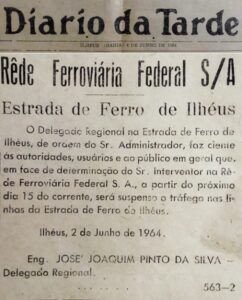 Diario da Tarde
Rêde Ferroviária Federal S/A
Estrada de Ferro de Ilhéus
O Delegado Regional na Estrada de Ferro de
Ilhéus, de ordem do Sr. Administrador, faz ciente
ás autoridades, usuários e ao público em geral que,
em face de determinação do Sr. Interventor na Rê-
de Ferroviária Federal S. A., a partir do próximo
dia 15 do corrente, será suspenso o tráfego nas li-
nhas da Estrada de Ferro de Ilhéus.
Ilhéus, 2 de Junho de 1964.
Eng. JOSE' JOAQUIM PINTO DA SILVA –
Delegado Regional.
563—2